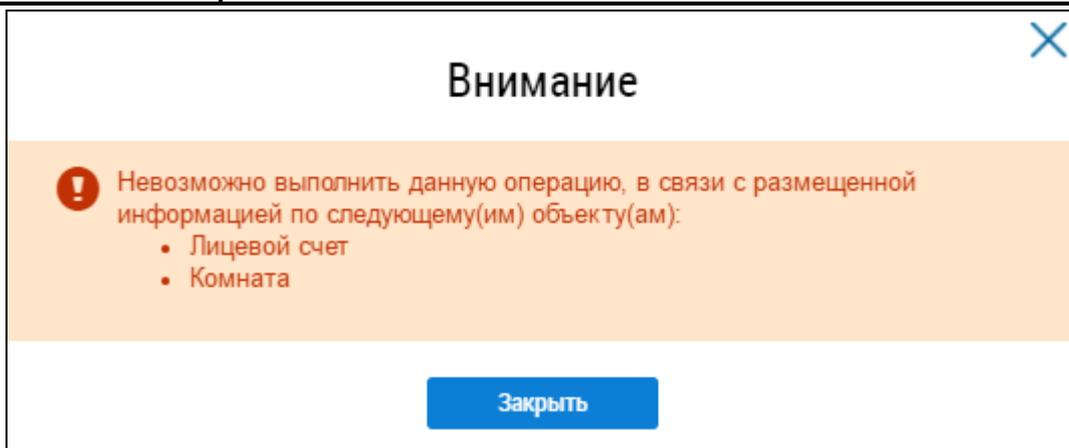 Внимание
Невозможно выполнить данную операцию, в связи с размещенной
информацией по следующему(им) объекту(ам):
• Лицевой счет
• Комната
Закрыть